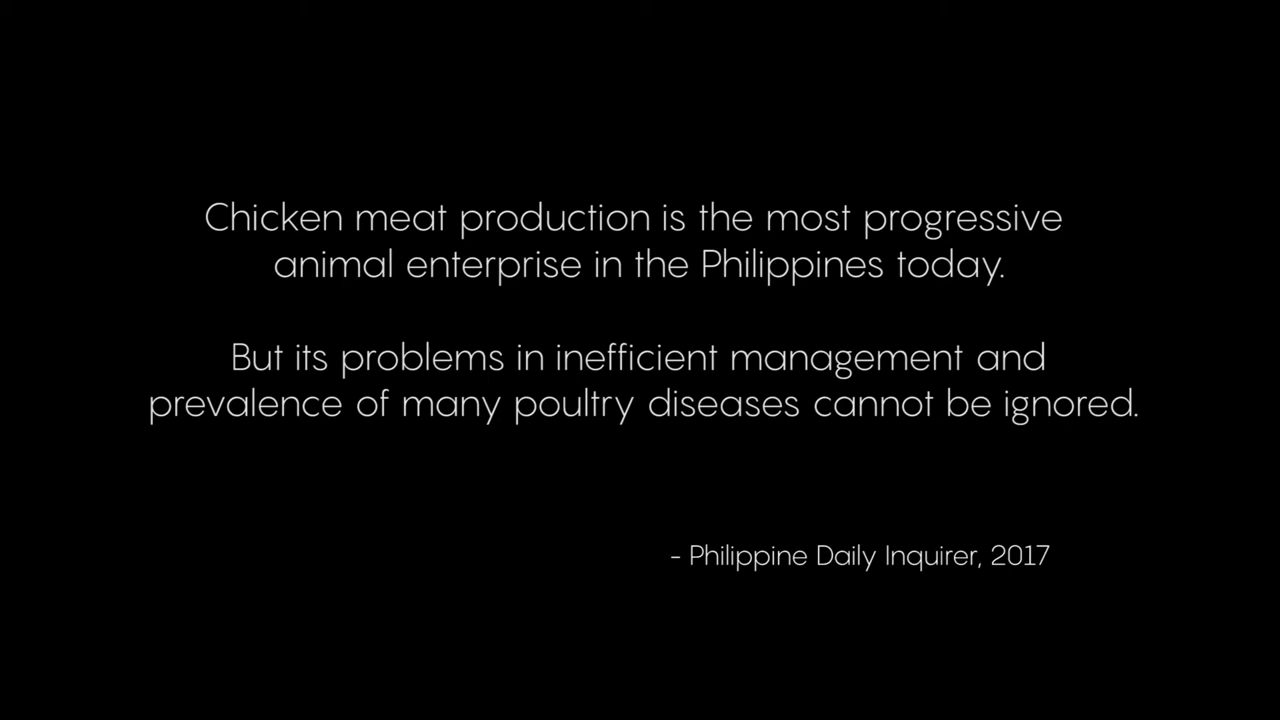 Chicken meat production is the most progressive
animal enterprise in the Philippines today.
But its problems in inefficient management and
prevalence of many poultry diseases cannot be ignored.
- Philippine Daily Inquirer, 2017